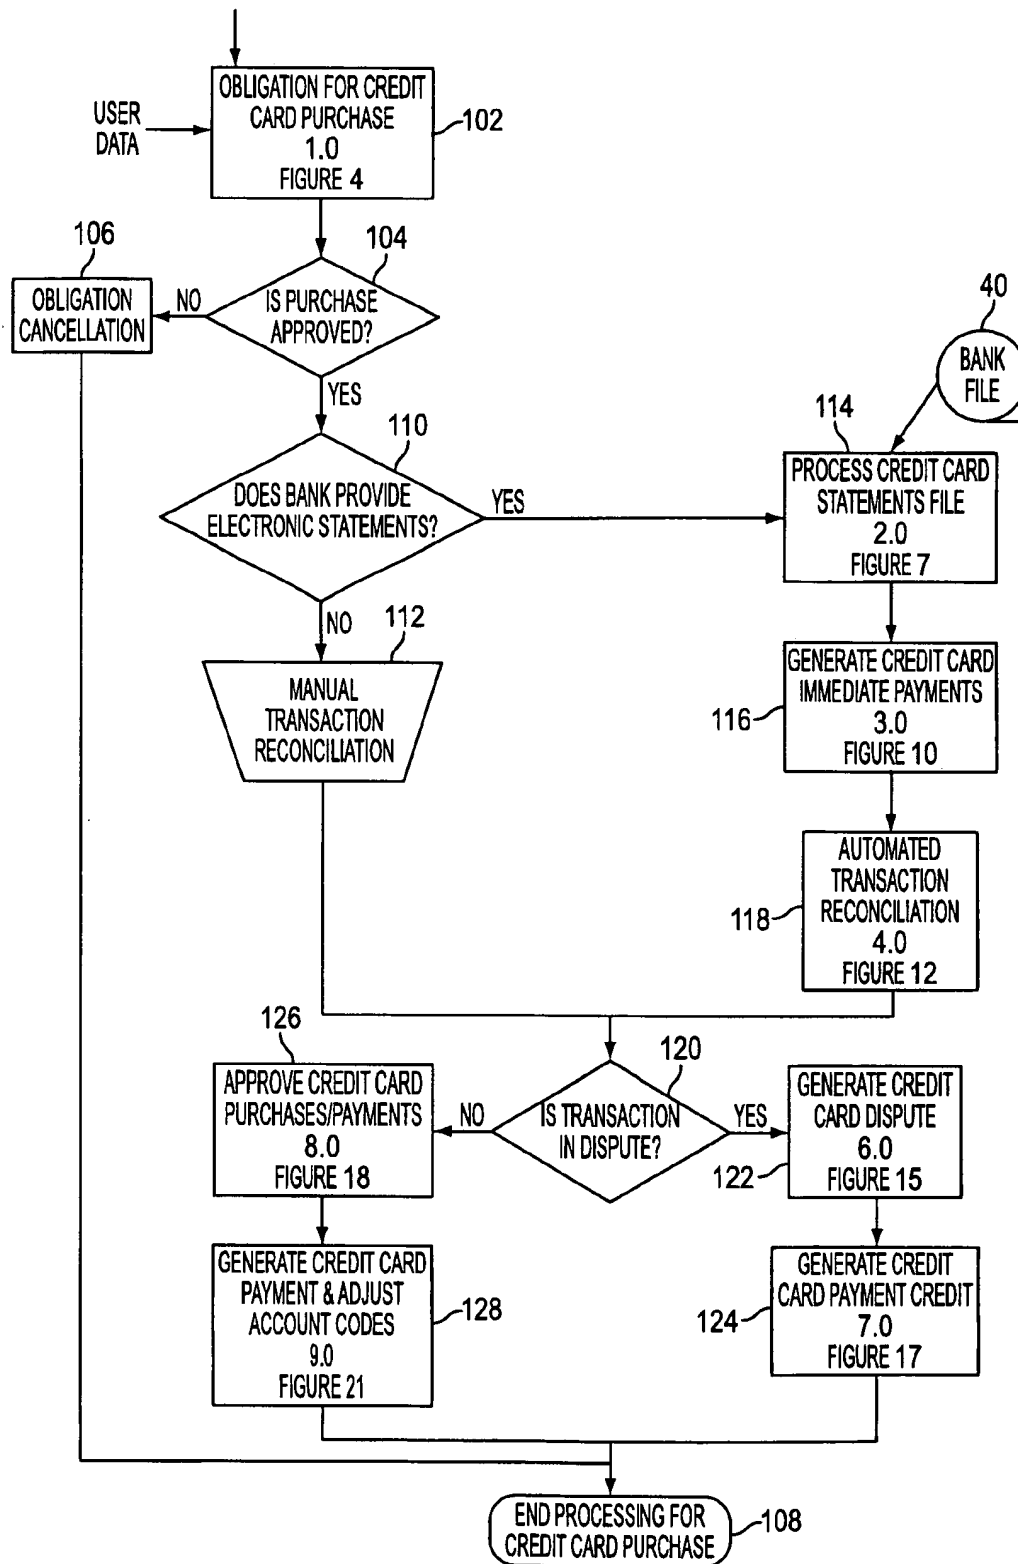 OBLIGATION FOR CREDIT
CARD PURCHASE
1.0
FIGURE 4
102
USER
DATA
104
IS PURCHASE
APPROVED?
106
NO
OBLIGATION
CANCELLATION
YES
40
BANK
FILE
110
DOES BANK PROVIDE
ELECTRONIC STATEMENTS?
YES
114
PROCESS CREDIT CARD
STATEMENTS FILE
2.0
FIGURE 7
NO
112
MANUAL
TRANSACTION
RECONCILIATION
GENERATE CREDIT CARD
IMMEDIATE PAYMENTS
3.0
FIGURE 10
116
AUTOMATED
TRANSACTION
RECONCILIATION
4.0
FIGURE 12
118
120
IS TRANSACTION
IN DISPUTE?
NO
YES
126
APPROVE CREDIT CARD
PURCHASES/PAYMENTS
8.0
FIGURE 18
GENERATE CREDIT
CARD DISPUTE
6.0
FIGURE 15
122
GENERATE CREDIT CARD
PAYMENT & ADJUST
ACCOUNT CODES
9.0
FIGURE 21
128
GENERATE CREDIT
CARD PAYMENT CREDIT
7.0
FIGURE 17
124
END PROCESSING FOR
CREDIT CARD PURCHASE
108